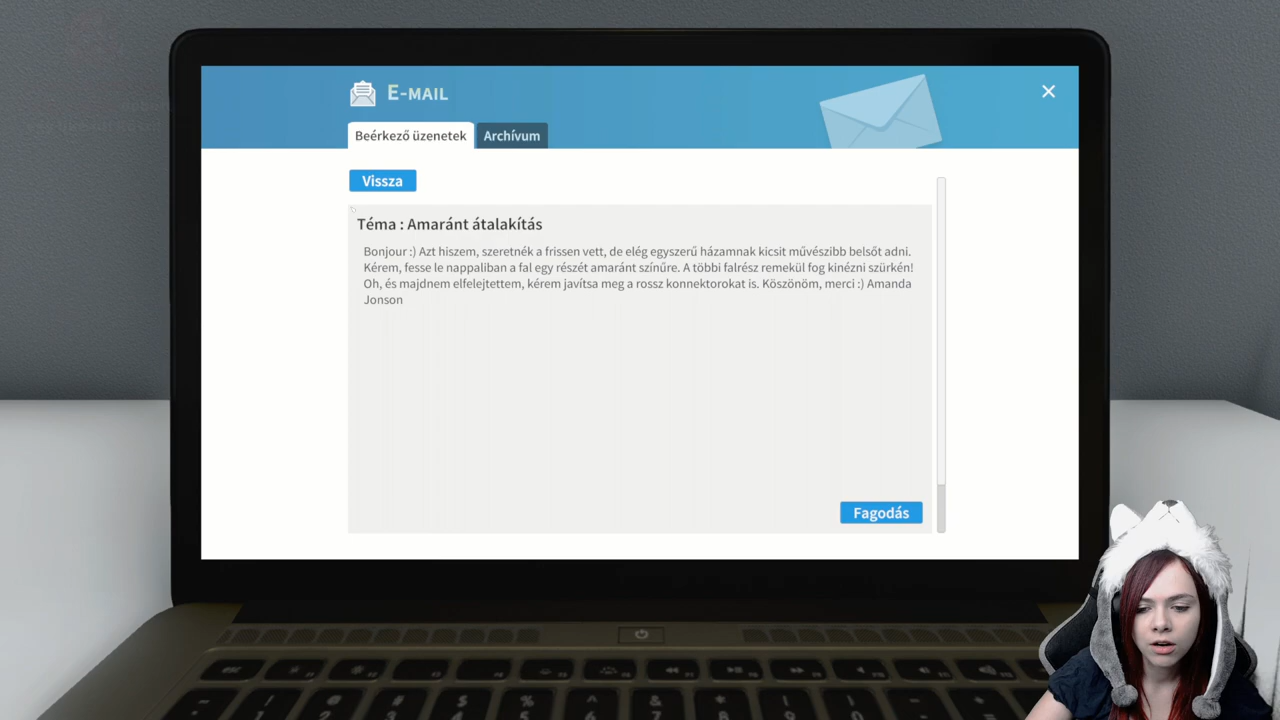 E-MAIL
Beérkező üzenetek
Archívum
Vissza
Téma : Amaránt átalakítás
Bonjour :) Azt hiszem, szeretnék a frissen vett, de elég egyszerű házamnak kicsit művészibb belsőt adni.
Kérem, fesse le nappaliban a fal egy részét amaránt színűre. A többi falrész remekül fog kinézni szürkén!
Oh, és majdnem elfelejtettem, kérem javítsa meg a rossz konnektorokat is. Köszönöm, merci :) Amanda
Jonson
Fagodás